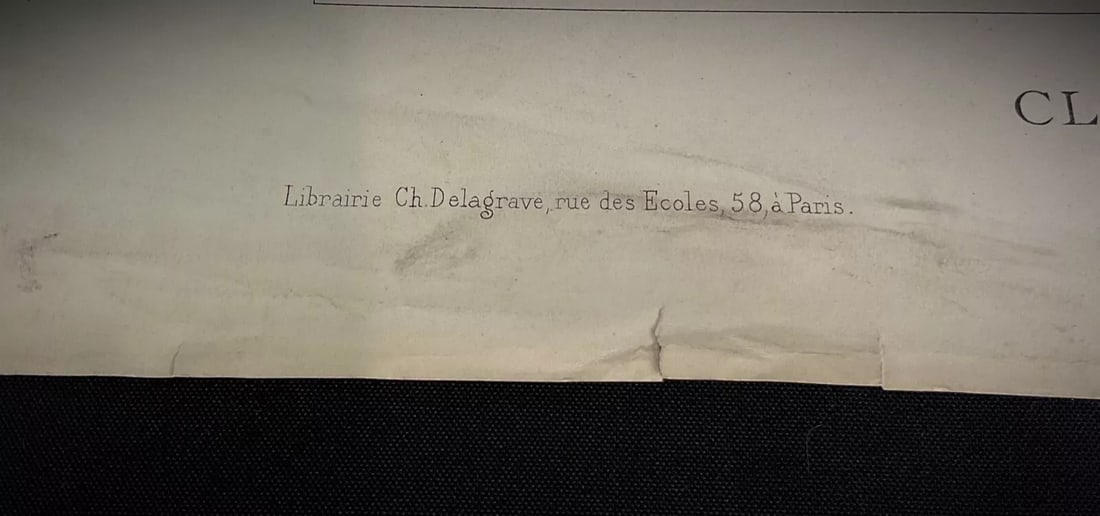 CL
Librairie Ch. Delagrave, rue des Ecoles, 58, à Paris.